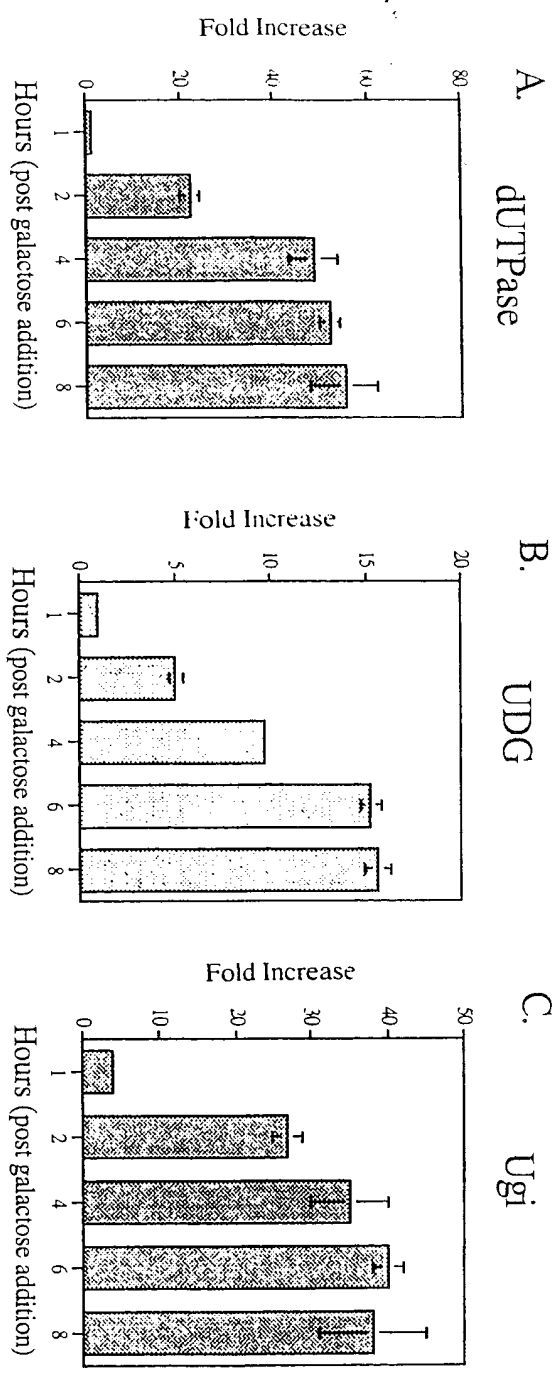 A.
dUTPase
Fold Increase
80
60
40
20
0
1 2 4 6 8
Hours (post galactose addition)
B.
UDG
Fold Increase
20
15
10
5
0
1 2 4 6 8
Hours (post galactose addition)
C.
Ugi
Fold Increase
50
40
30
20
10
0
1 2 4 6 8
Hours (post galactose addition)